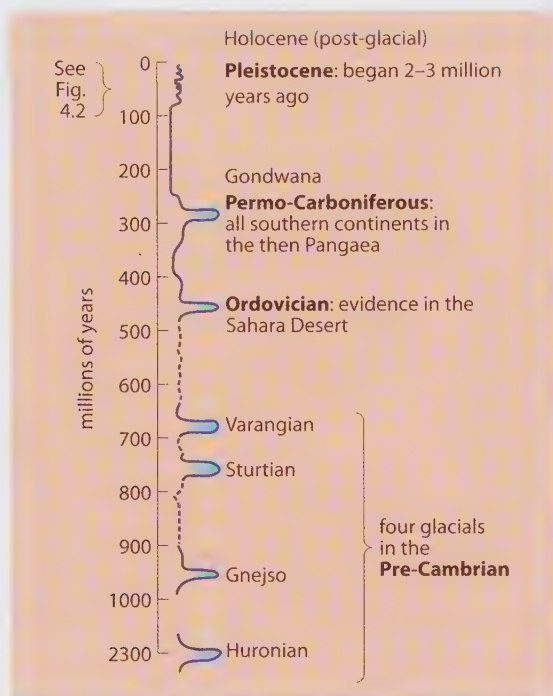 Holocene (post-glacial)
See
Fig.
4.2
0
Pleistocene: began 2–3 million
years ago
100
200
Gondwana
Permo-Carboniferous:
all southern continents in
the then Pangaea
300
400
Ordovician: evidence in the
Sahara Desert
millions of years
500
600
Varangian
700
Sturtian
800
four glacials
in the
Pre-Cambrian
900
Gnejso
1000
2300
Huronian